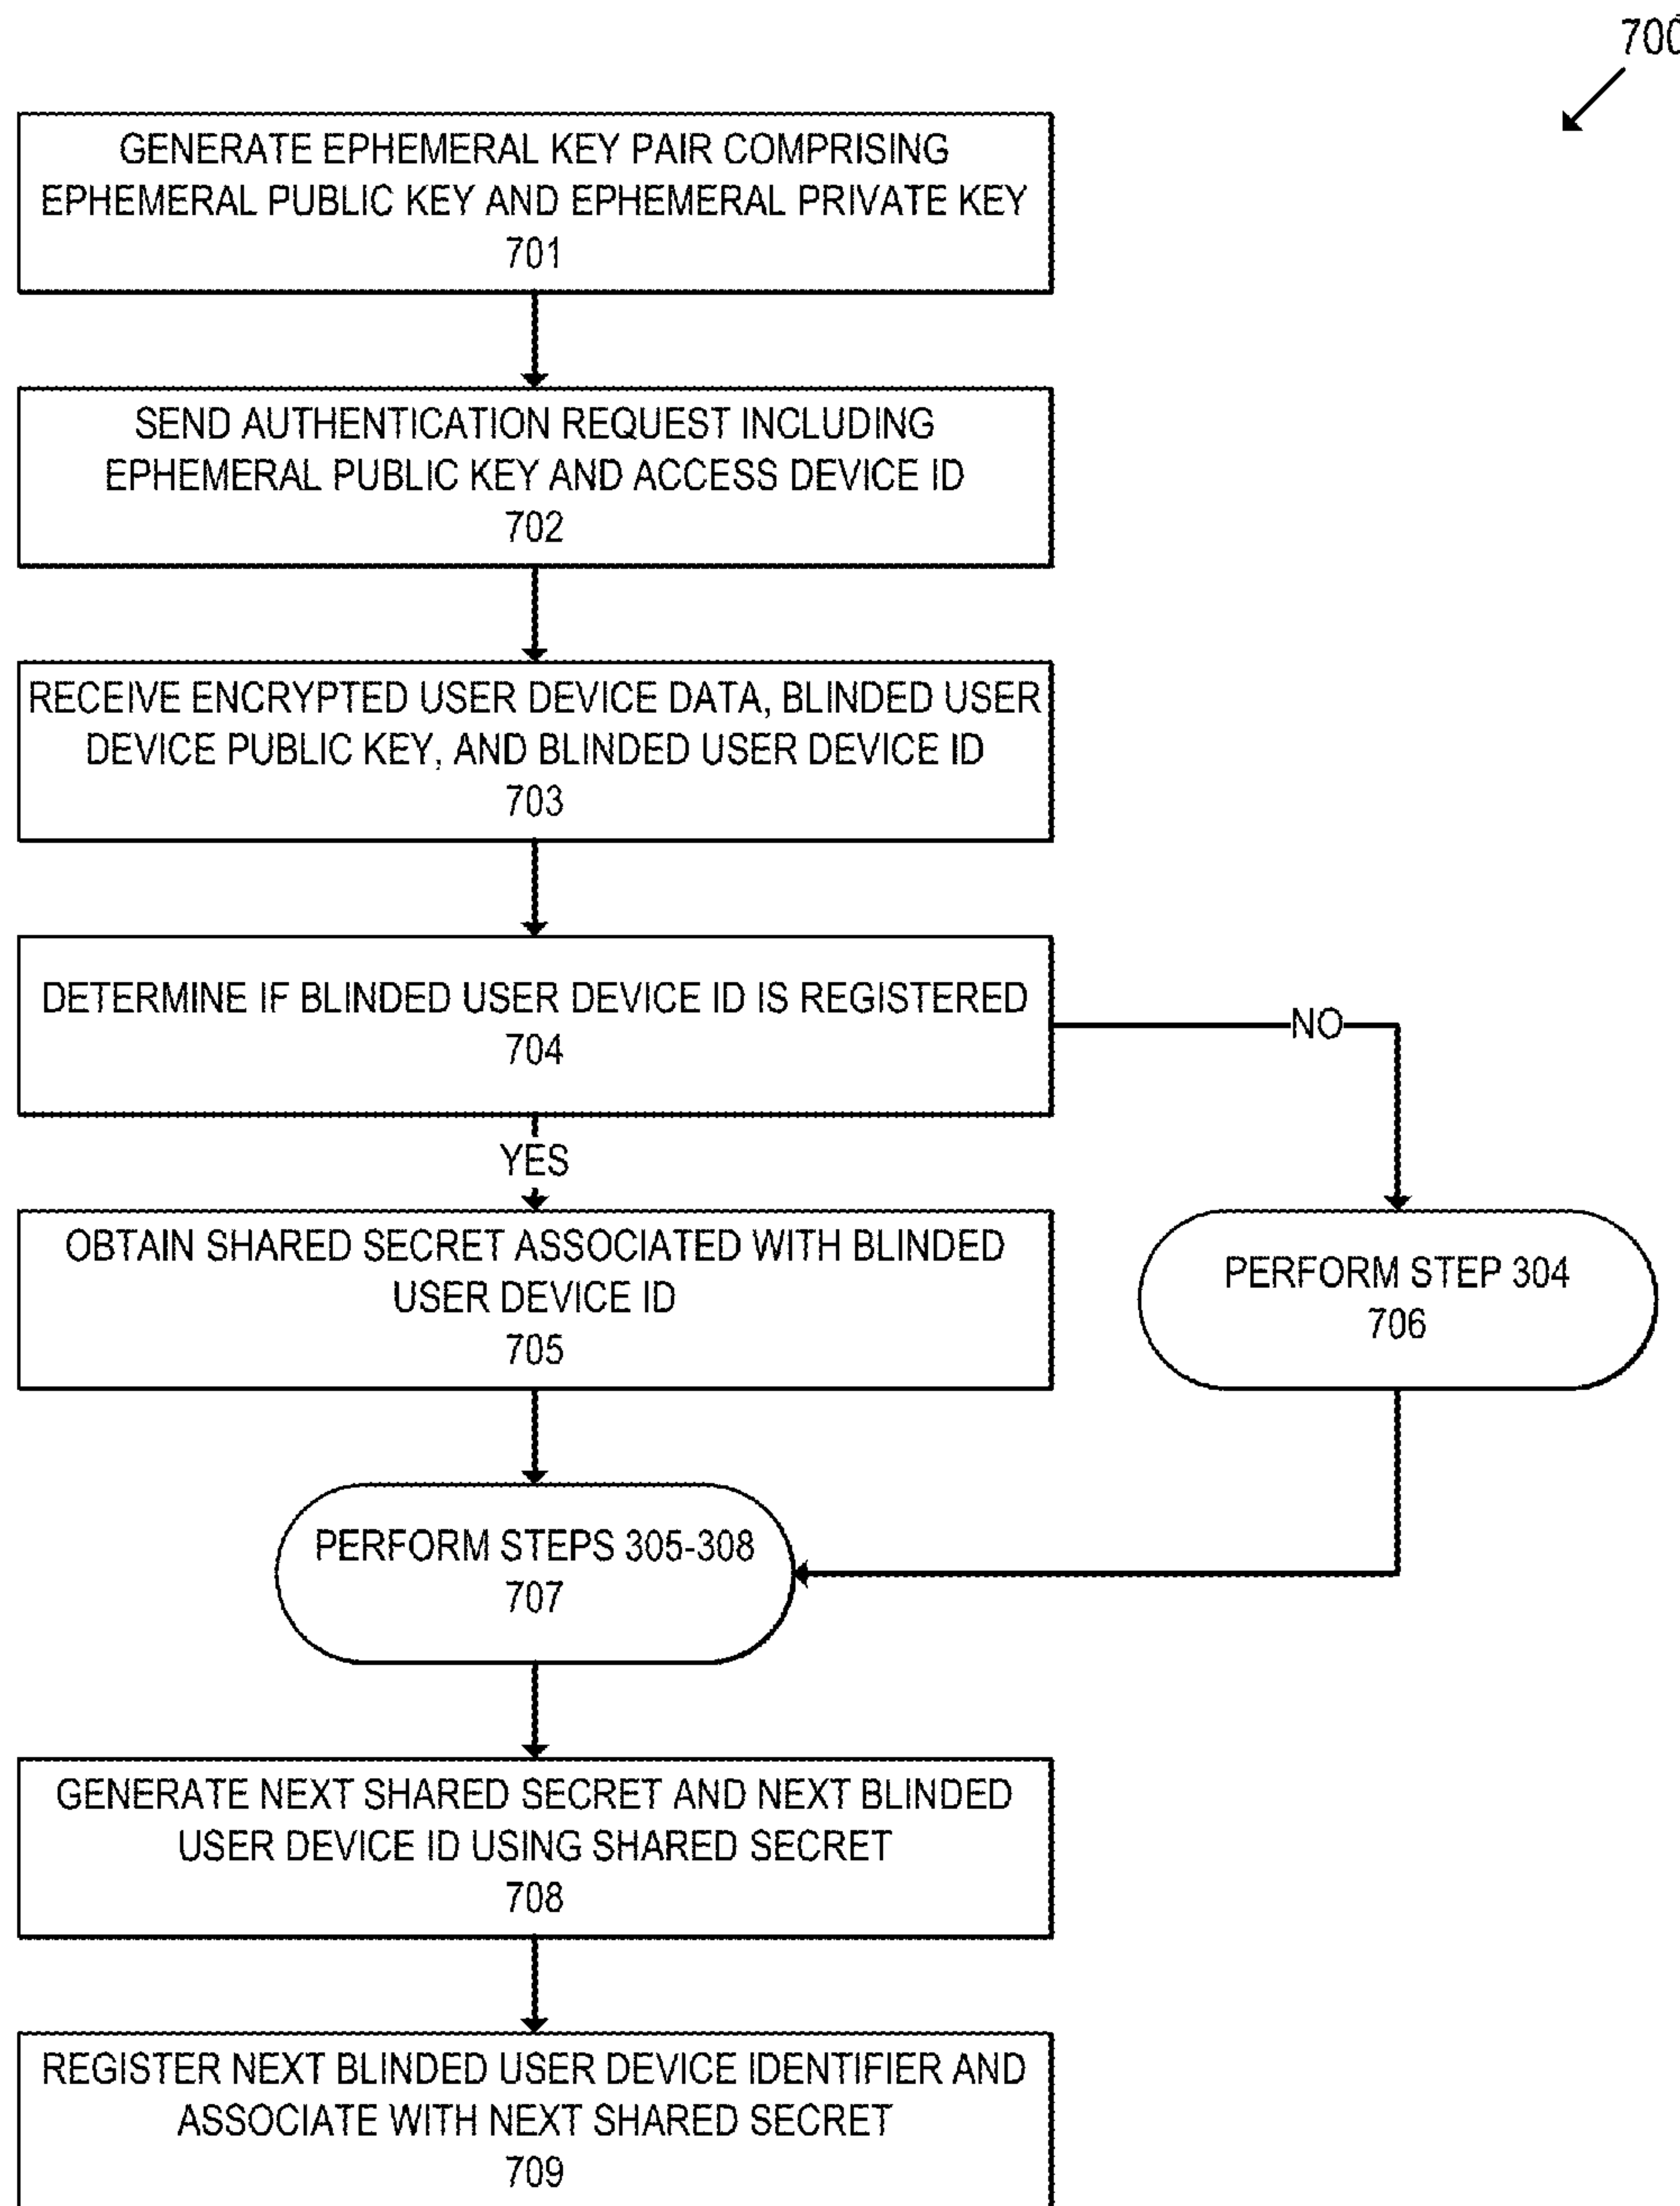 700
GENERATE EPHEMERAL KEY PAIR COMPRISING
EPHEMERAL PUBLIC KEY AND EPHEMERAL PRIVATE KEY
701
SEND AUTHENTICATION REQUEST INCLUDING
EPHEMERAL PUBLIC KEY AND ACCESS DEVICE ID
702
RECEIVE ENCRYPTED USER DEVICE DATA, BLINDED USER
DEVICE PUBLIC KEY, AND BLINDED USER DEVICE ID
703
DETERMINE IF BLINDED USER DEVICE ID IS REGISTERED
704
NO
YES
OBTAIN SHARED SECRET ASSOCIATED WITH BLINDED
USER DEVICE ID
705
PERFORM STEP 304
706
PERFORM STEPS 305-308
707
GENERATE NEXT SHARED SECRET AND NEXT BLINDED
USER DEVICE ID USING SHARED SECRET
708
REGISTER NEXT BLINDED USER DEVICE IDENTIFIER AND
ASSOCIATE WITH NEXT SHARED SECRET
709